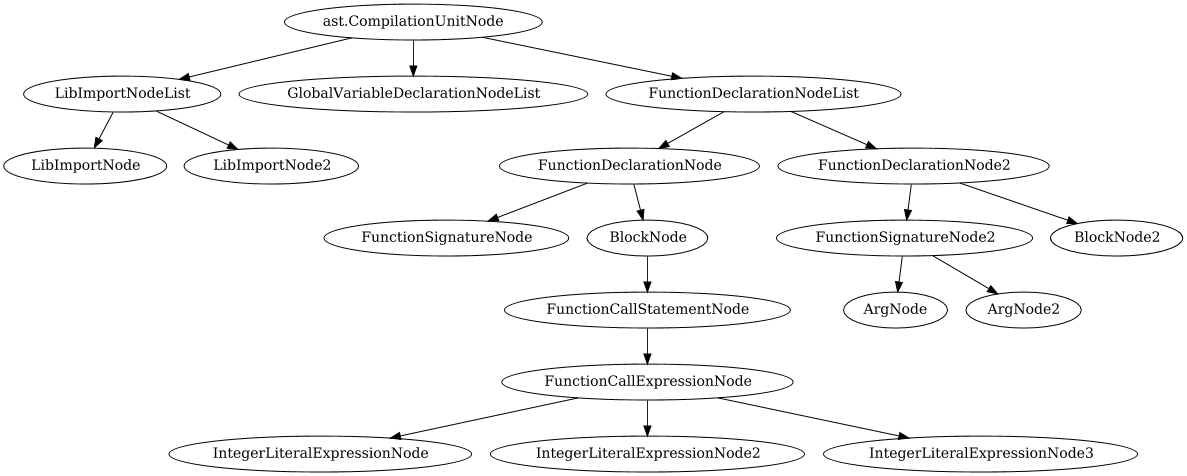 ast.CompilationUnitNode
LibImportNodeList
GlobalVariableDeclarationNodeList
FunctionDeclarationNodeList
LibImportNode
LibImportNode2
FunctionDeclarationNode
FunctionDeclarationNode2
FunctionSignatureNode
BlockNode
FunctionSignatureNode2
BlockNode2
FunctionCallStatementNode
ArgNode
ArgNode2
FunctionCallExpressionNode
IntegerLiteralExpressionNode
IntegerLiteralExpressionNode2
IntegerLiteralExpressionNode3